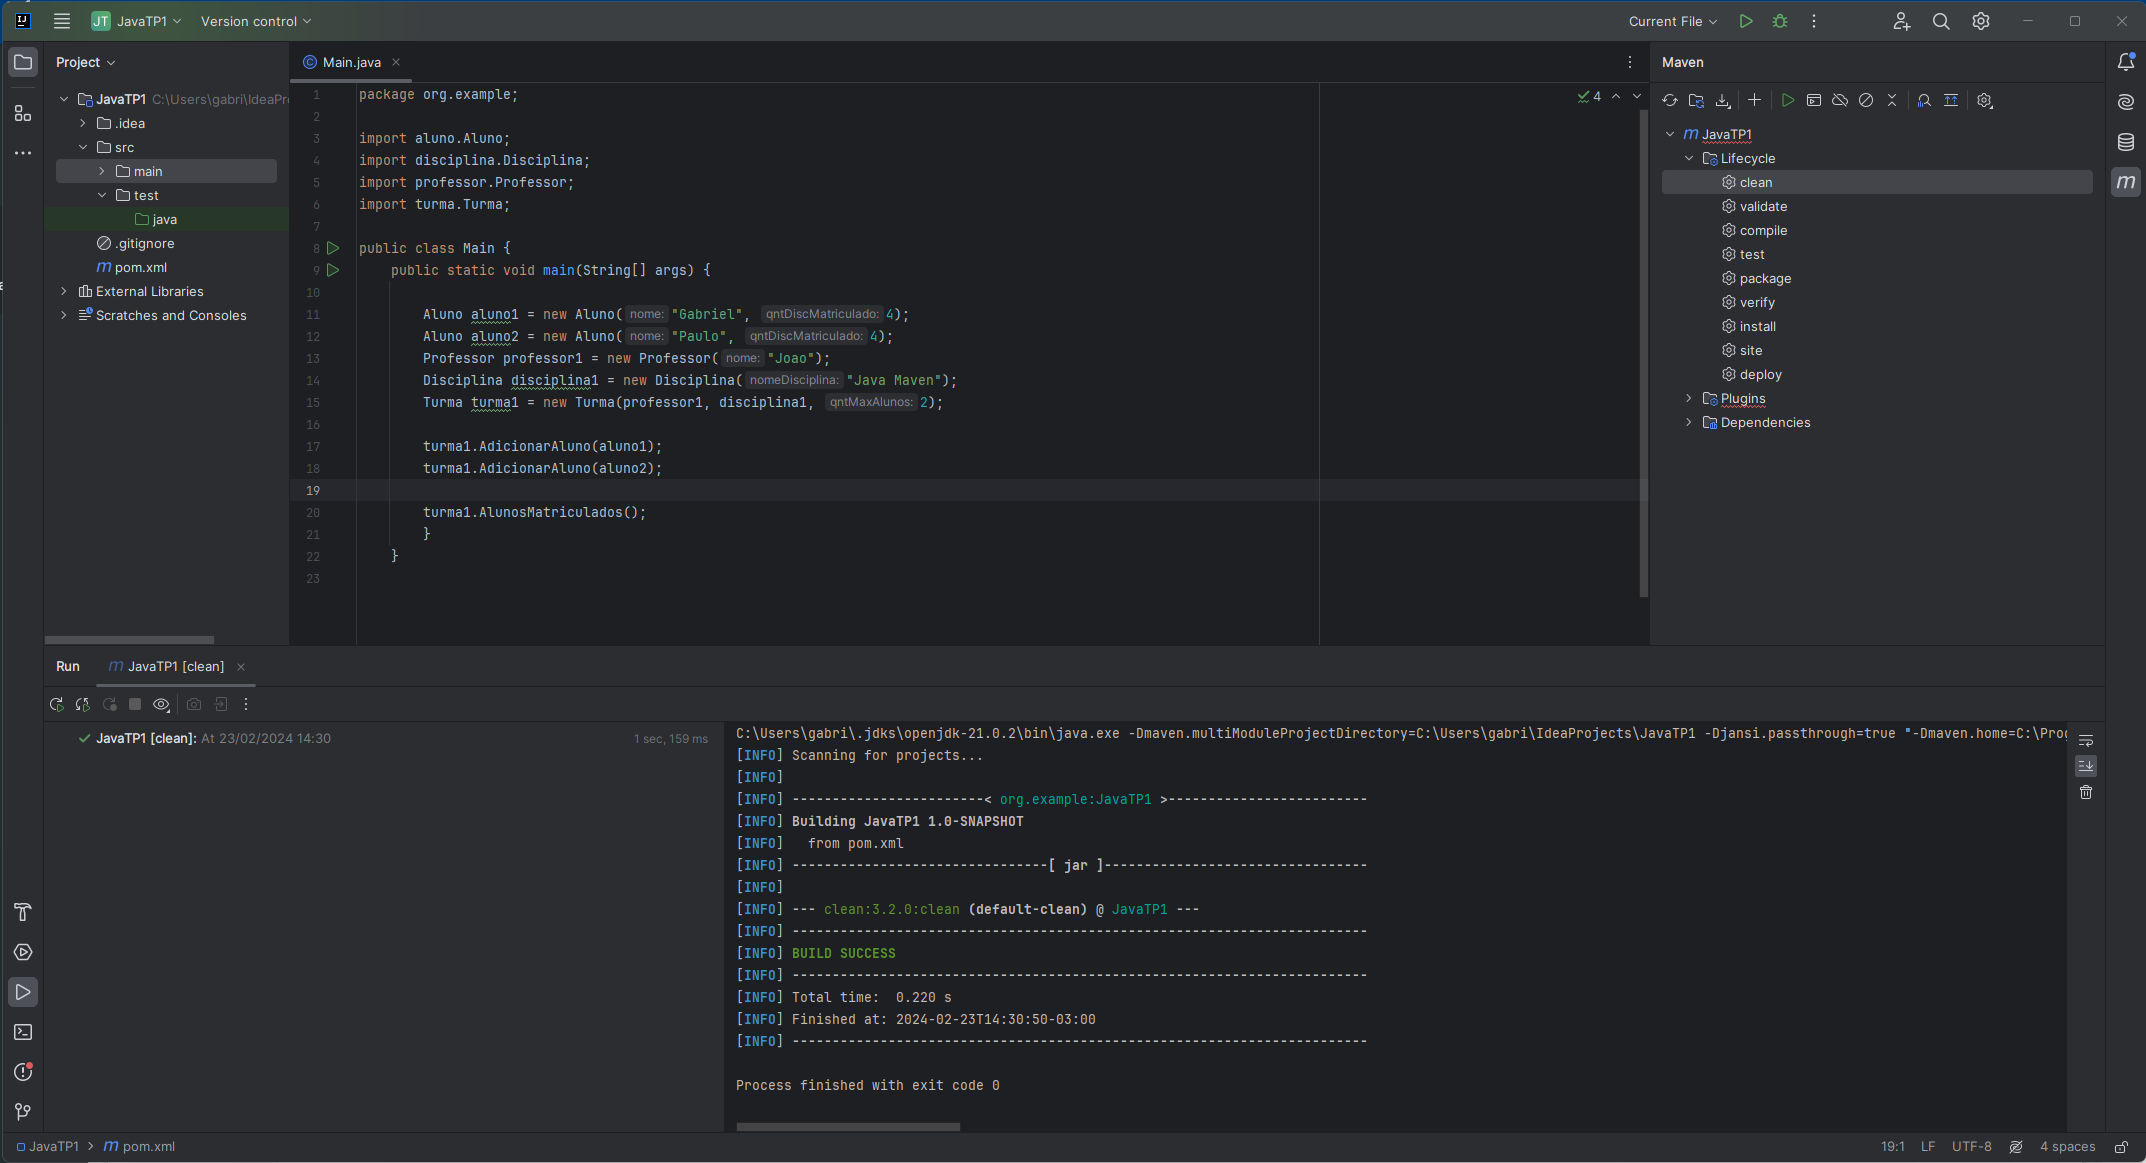 JT JavaTP1
Version control
Current File
Project
JavaTP1 C:\Users\gabri\IdeaPr
.idea
src
main
test
java
.gitignore
pom.xml
External Libraries
Scratches and Consoles
Main.java
4
1 package org.example;
2
3 import aluno.Aluno;
4 import disciplina.Disciplina;
5 import professor.Professor;
6 import turma.Turma;
7
8 public class Main {
9 public static void main(String[] args) {
10
11 Aluno aluno1 = new Aluno( nome: "Gabriel", qntDiscMatriculado: 4);
12 Aluno aluno2 = new Aluno( nome: "Paulo", qntDiscMatriculado: 4);
13 Professor professor1 = new Professor( nome: "Joao");
14 Disciplina disciplina1 = new Disciplina( nomeDisciplina: "Java Maven");
15 Turma turma1 = new Turma(professor1, disciplina1, qntMaxAlunos: 2);
16
17 turma1.AdicionarAluno(aluno1);
18 turma1.AdicionarAluno(aluno2);
19
20 turma1.AlunosMatriculados();
21 }
22 }
23
Maven
m JavaTP1
Lifecycle
clean
validate
compile
test
package
verify
install
site
deploy
Plugins
Dependencies
Run
m JavaTP1 [clean]
JavaTP1 [clean]: At 23/02/2024 14:30 1 sec, 159 ms
C:\Users\gabri\.jdks\openjdk-21.0.2\bin\java.exe -Dmaven.multiModuleProjectDirectory=C:\Users\gabri\IdeaProjects\JavaTP1 -Djansi.passthrough=true "-Dmaven.home=C:\Prog
[INFO] Scanning for projects...
[INFO]
[INFO] ------------------------< org.example:JavaTP1 >-------------------------
[INFO] Building JavaTP1 1.0-SNAPSHOT
[INFO]   from pom.xml
[INFO] --------------------------------[ jar ]---------------------------------
[INFO]
[INFO] --- clean:3.2.0:clean (default-clean) @ JavaTP1 ---
[INFO] ------------------------------------------------------------------------
[INFO] BUILD SUCCESS
[INFO] ------------------------------------------------------------------------
[INFO] Total time:  0.220 s
[INFO] Finished at: 2024-02-23T14:30:50-03:00
[INFO] ------------------------------------------------------------------------
Process finished with exit code 0
JavaTP1 > m pom.xml
19:1 LF UTF-8 4 spaces